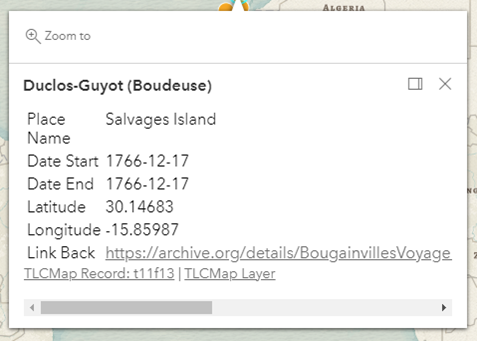 ALGERIA
Zoom to
Duclos-Guyot (Boudeuse)
Place Name Salvages Island
Date Start 1766-12-17
Date End 1766-12-17
Latitude 30.14683
Longitude -15.85987
Link Back https://archive.org/details/BougainvillesVoyage
TLCMap Record: t11f13 | TLCMap Layer